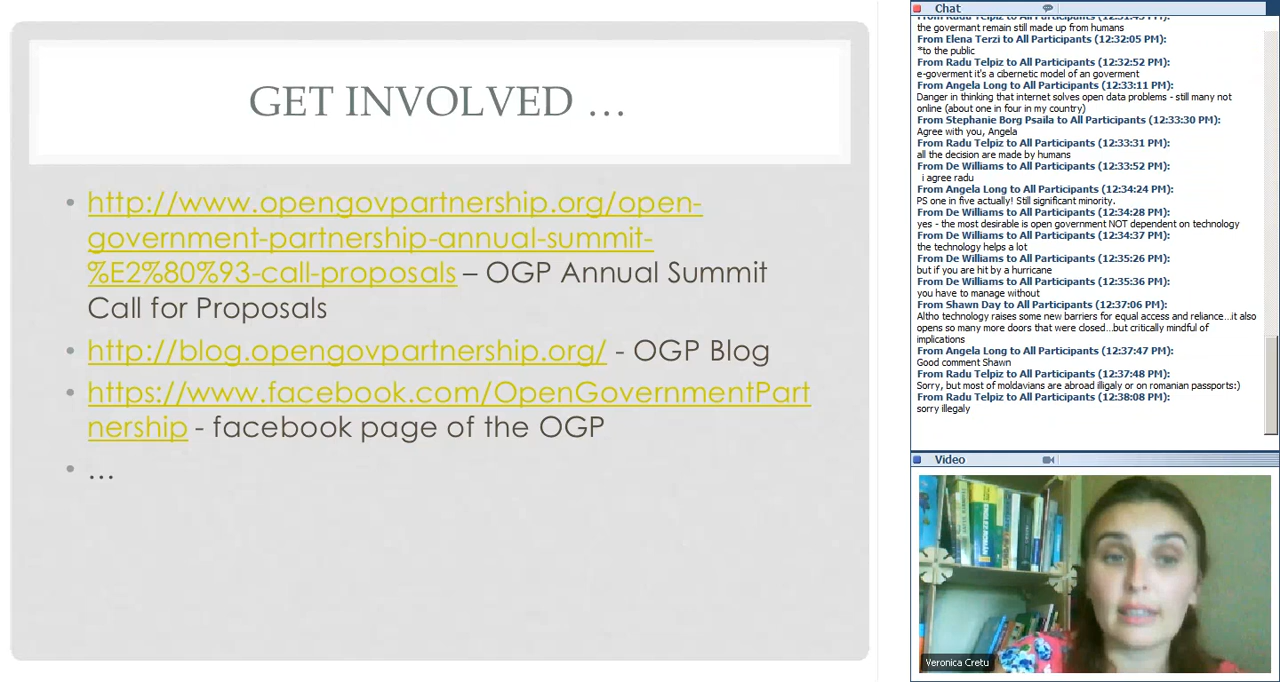 GET INVOLVED …
http://www.opengovpartnership.org/open-
government-partnership-annual-summit-
%E2%80%93-call-proposals – OGP Annual Summit
Call for Proposals
http://blog.opengovpartnership.org/ - OGP Blog
https://www.facebook.com/OpenGovernmentPart
nership - facebook page of the OGP
…
Chat
From Radu Telpiz to All Participants (12:31:45 PM):
the govermant remain still made up from humans
From Elena Terzi to All Participants (12:32:05 PM):
*to the public
From Radu Telpiz to All Participants (12:32:52 PM):
e-goverment it's a cibernetic model of an goverment
From Angela Long to All Participants (12:33:11 PM):
Danger in thinking that internet solves open data problems - still many not
online (about one in four in my country)
From Stephanie Borg Psaila to All Participants (12:33:30 PM):
Agree with you, Angela
From Radu Telpiz to All Participants (12:33:31 PM):
all the decision are made by humans
From De Williams to All Participants (12:33:52 PM):
i agree radu
From Angela Long to All Participants (12:34:24 PM):
PS one in five actually! Still significant minority.
From De Williams to All Participants (12:34:28 PM):
yes - the most desirable is open government NOT dependent on technology
From De Williams to All Participants (12:34:37 PM):
the technology helps a lot
From De Williams to All Participants (12:35:26 PM):
but if you are hit by a hurricane
From De Williams to All Participants (12:35:36 PM):
you have to manage without
From Shawn Day to All Participants (12:37:06 PM):
Altho technology raises some new barriers for equal access and reliance...it also
opens so many more doors that were closed...but critically mindful of
implications
From Angela Long to All Participants (12:37:47 PM):
Good comment Shawn
From Radu Telpiz to All Participants (12:37:48 PM):
Sorry, but most of moldavians are abroad illigaly or on romanian passports:)
From Radu Telpiz to All Participants (12:38:08 PM):
sorry illegaly
Video
Veronica Cretu